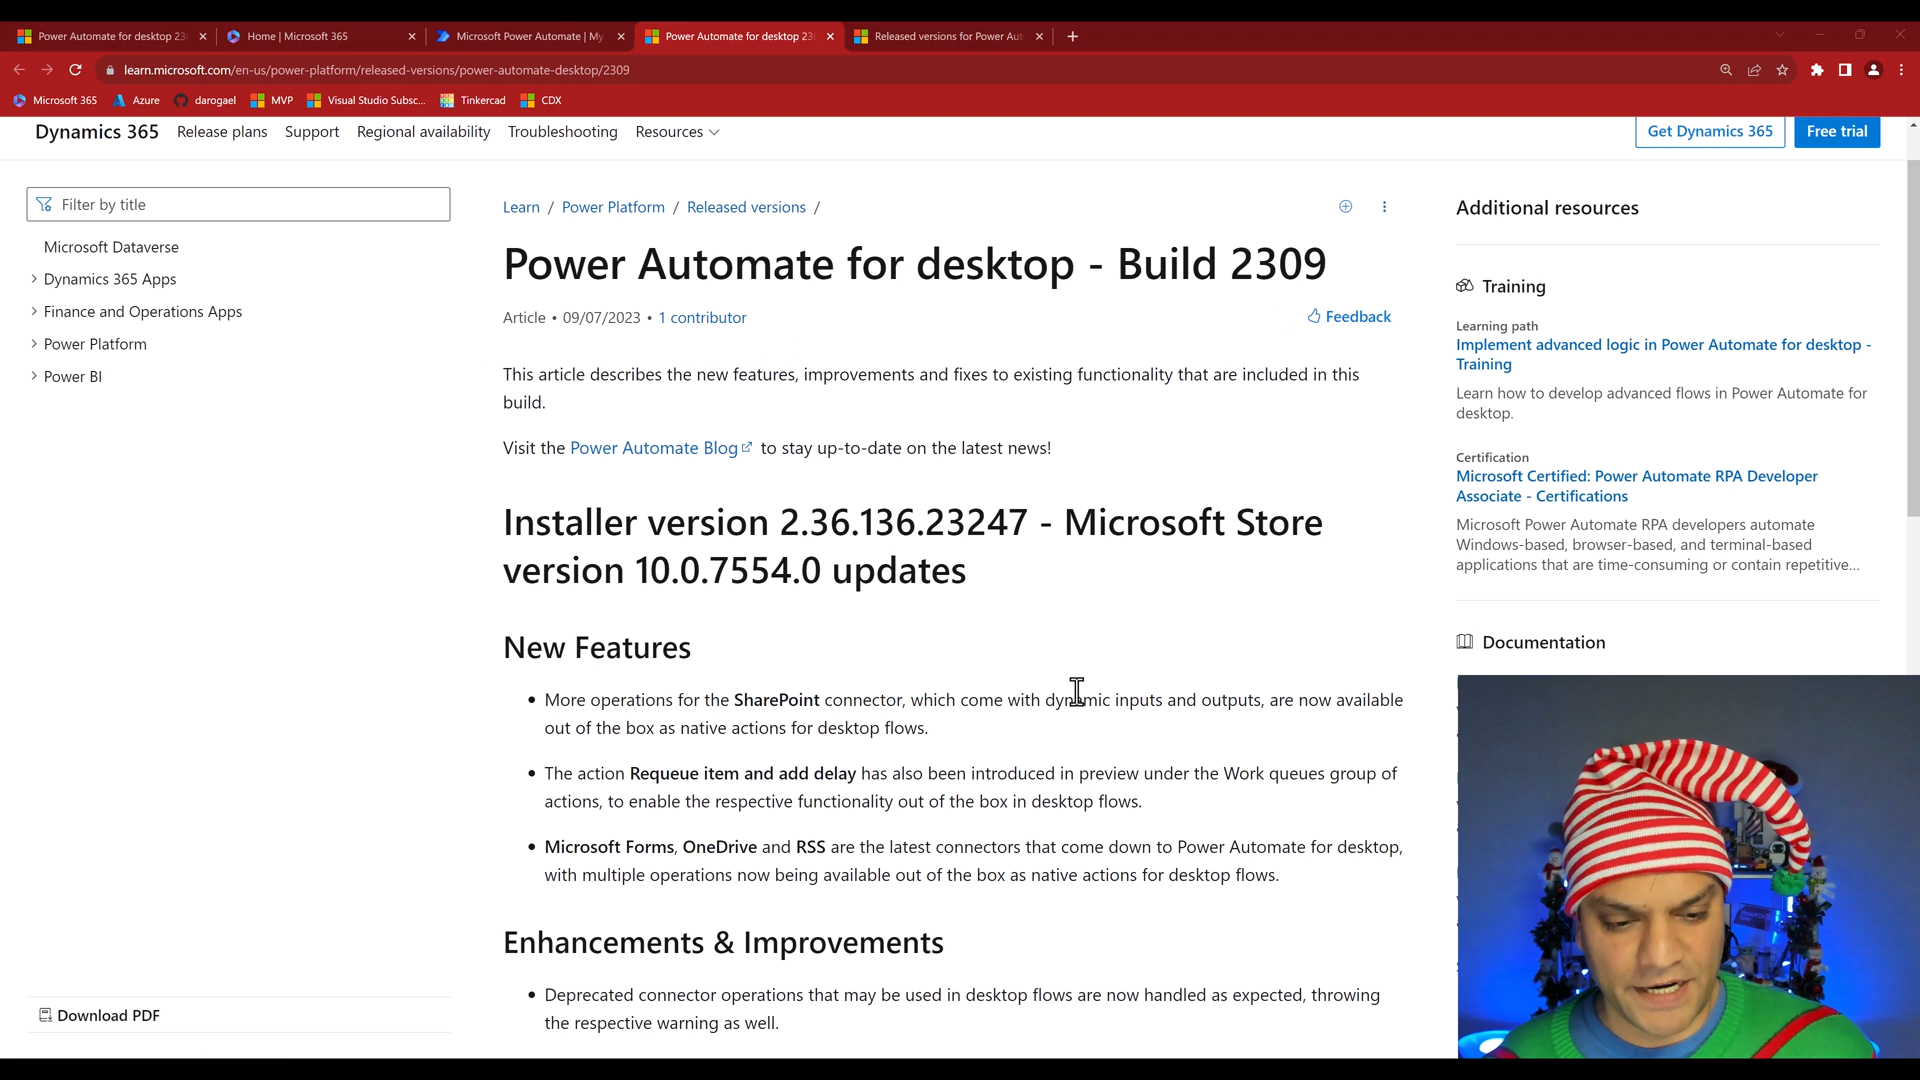 Power Automate for desktop 23
Home | Microsoft 365
Microsoft Power Automate | My
Power Automate for desktop 23
Released versions for Power Aut
learn.microsoft.com/en-us/power-platform/released-versions/power-automate-desktop/2309
Microsoft 365
Azure
darogael
MVP
Visual Studio Subsc...
Tinkercad
CDX
Dynamics 365
Release plans
Support
Regional availability
Troubleshooting
Resources
Get Dynamics 365
Free trial
Filter by title
Microsoft Dataverse
Dynamics 365 Apps
Finance and Operations Apps
Power Platform
Power BI
Download PDF
Learn / Power Platform / Released versions /
Power Automate for desktop - Build 2309
Article • 09/07/2023 • 1 contributor
Feedback
This article describes the new features, improvements and fixes to existing functionality that are included in this
build.
Visit the Power Automate Blog to stay up-to-date on the latest news!
Installer version 2.36.136.23247 - Microsoft Store
version 10.0.7554.0 updates
New Features
• More operations for the SharePoint connector, which come with dynamic inputs and outputs, are now available
out of the box as native actions for desktop flows.
• The action Requeue item and add delay has also been introduced in preview under the Work queues group of
actions, to enable the respective functionality out of the box in desktop flows.
• Microsoft Forms, OneDrive and RSS are the latest connectors that come down to Power Automate for desktop,
with multiple operations now being available out of the box as native actions for desktop flows.
Enhancements & Improvements
• Deprecated connector operations that may be used in desktop flows are now handled as expected, throwing
the respective warning as well.
Additional resources
Training
Learning path
Implement advanced logic in Power Automate for desktop -
Training
Learn how to develop advanced flows in Power Automate for
desktop.
Certification
Microsoft Certified: Power Automate RPA Developer
Associate - Certifications
Microsoft Power Automate RPA developers automate
Windows-based, browser-based, and terminal-based
applications that are time-consuming or contain repetitive...
Documentation